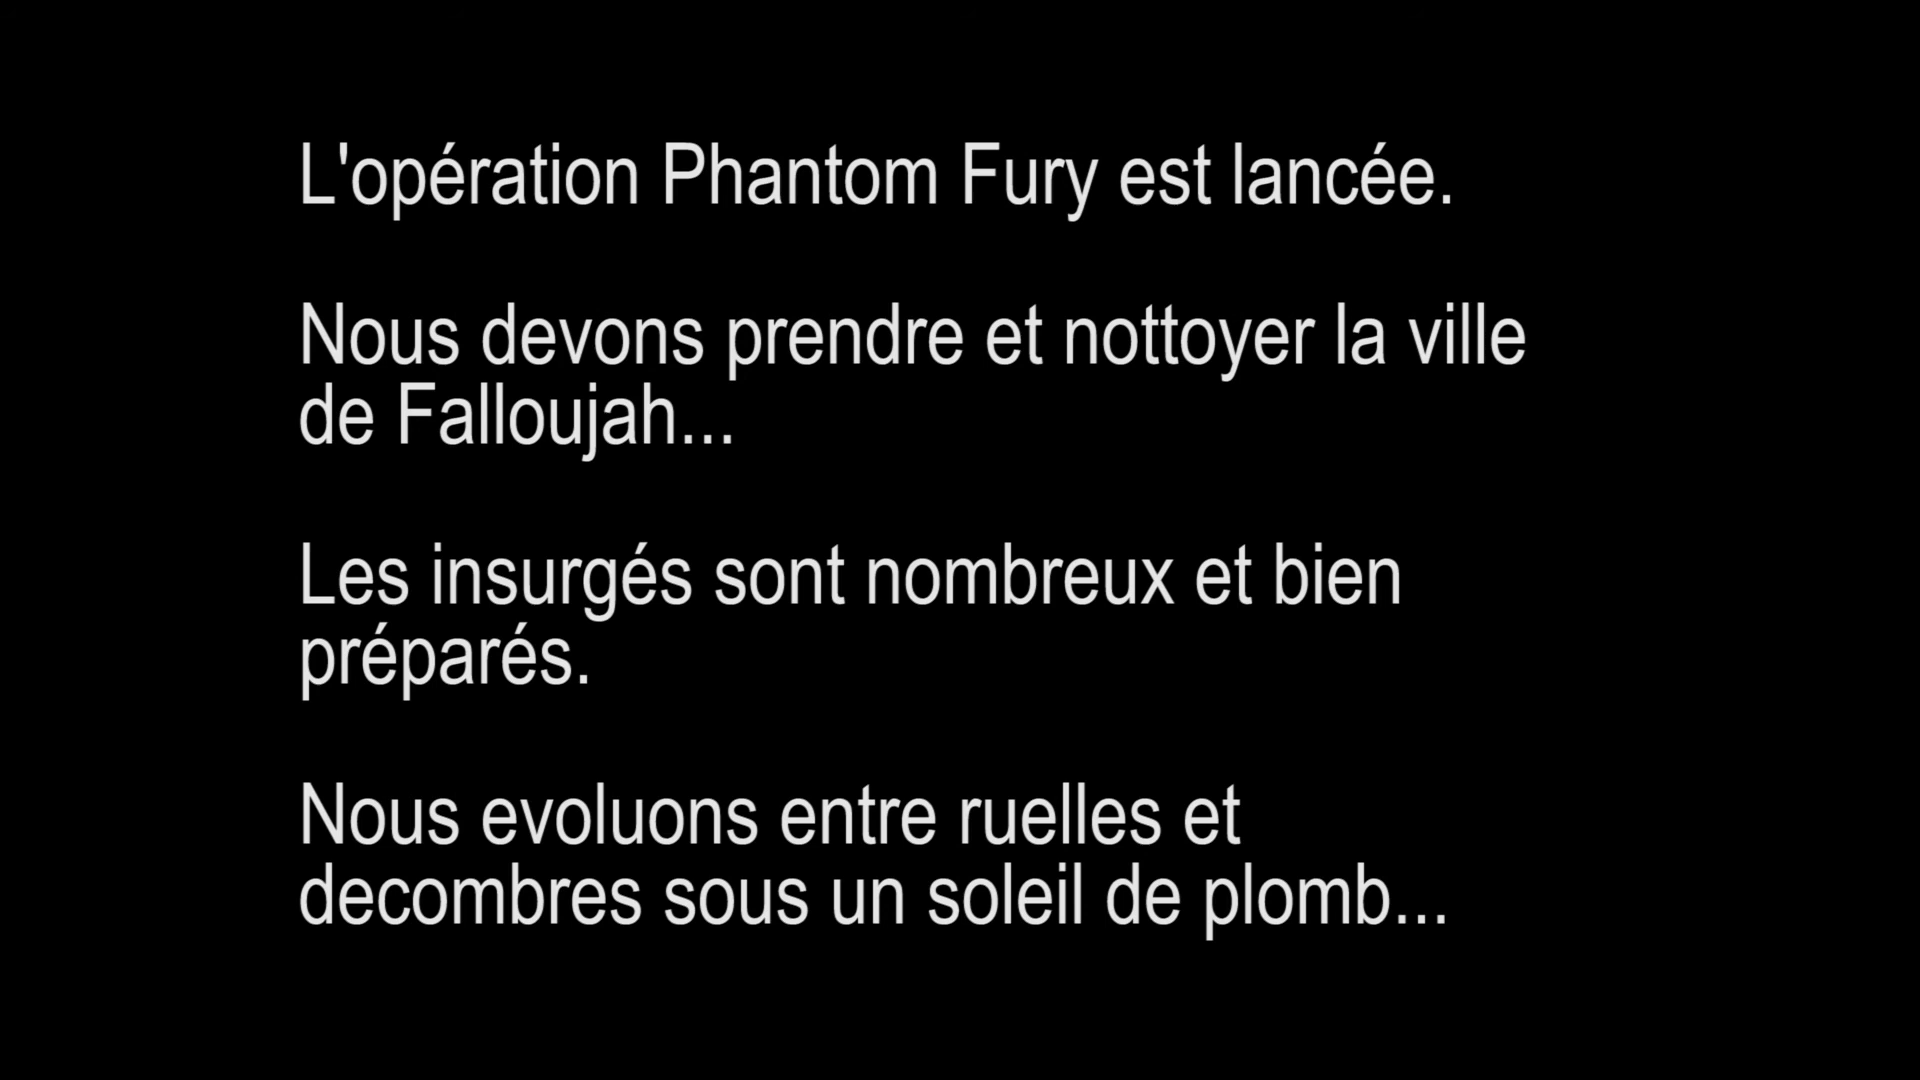 L'opération Phantom Fury est lancée.
Nous devons prendre et nottoyer la ville
de Falloujah...
Les insurgés sont nombreux et bien
préparés.
Nous evoluons entre ruelles et
decombres sous un soleil de plomb...